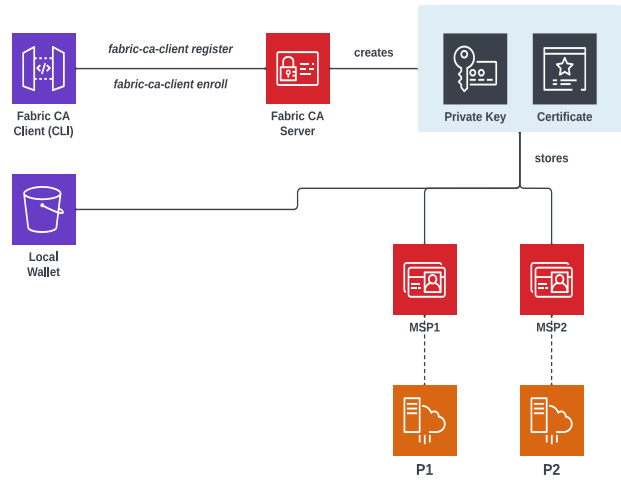 fabric-ca-client register
creates
fabric-ca-client enroll
Fabric CA
Client (CLI)
Fabric CA
Server
Private Key
Certificate
stores
Local
Wallet
MSP1
MSP2
P1
P2